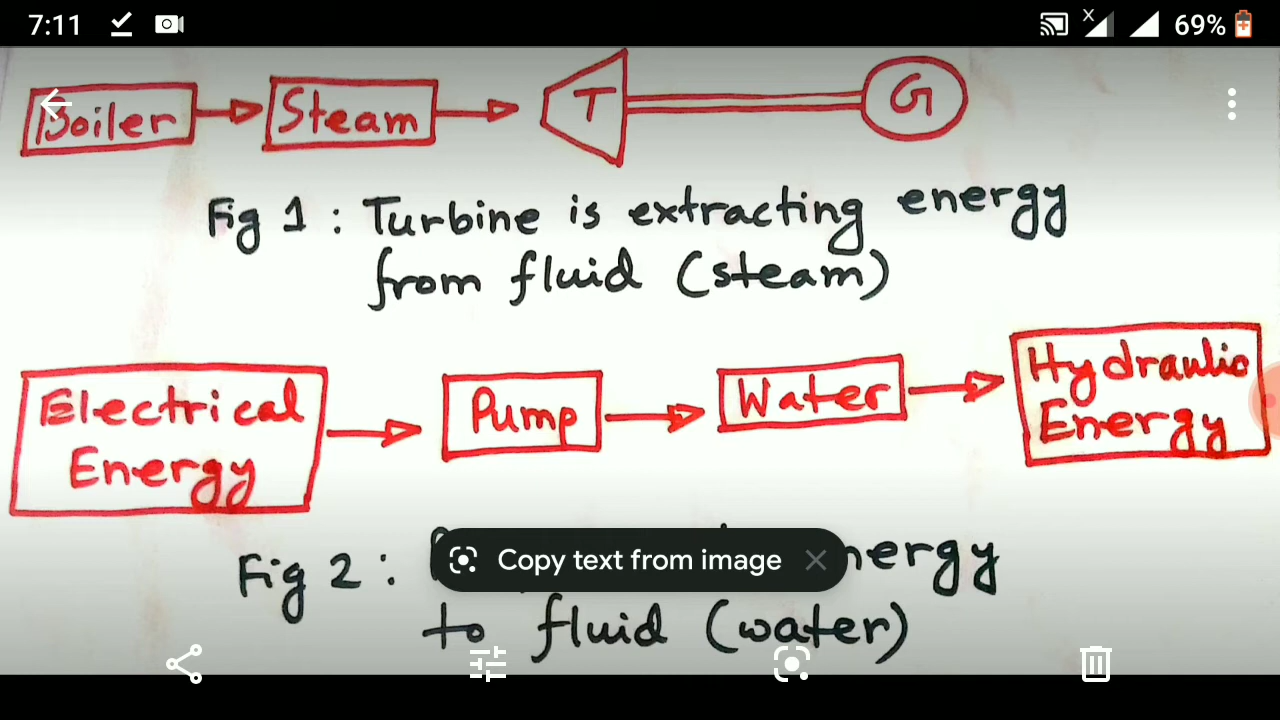 7:11
X
69%
Boiler
Steam
T
G
Fig 1 : Turbine is extracting energy
from fluid (steam)
Electrical
Energy
Pump
Water
Hydraulic
Energy
Fig 2 :
Copy text from image
nergy
to fluid (water)